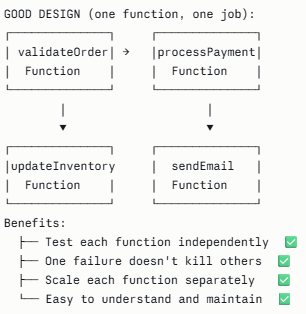 GOOD DESIGN (one function, one job):
validateOrder → processPayment
Function Function
updateInventory sendEmail
Function Function
Benefits:
Test each function independently ✅
One failure doesn't kill others ✅
Scale each function separately ✅
Easy to understand and maintain ✅